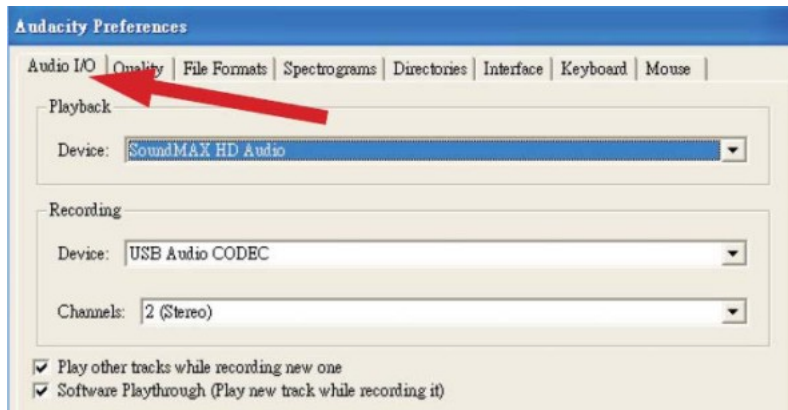 Audacity Preferences
Audio I/O | Quality | File Formats | Spectrograms | Directories | Interface | Keyboard | Mouse |
Playback
Device: SoundMAX HD Audio
Recording
Device: USB Audio CODEC
Channels: 2 (Stereo)
Play other tracks while recording new one
Software Playthrough (Play new track while recording it)